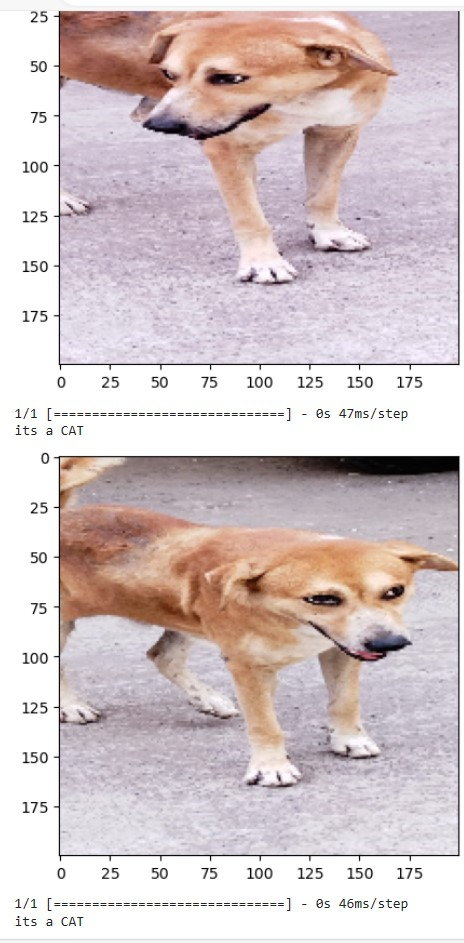 25
50
75
100
125
150
175
0 25 50 75 100 125 150 175
1/1 [==============================] - 0s 47ms/step
its a CAT
0
25
50
75
100
125
150
175
0 25 50 75 100 125 150 175
1/1 [==============================] - 0s 46ms/step
its a CAT